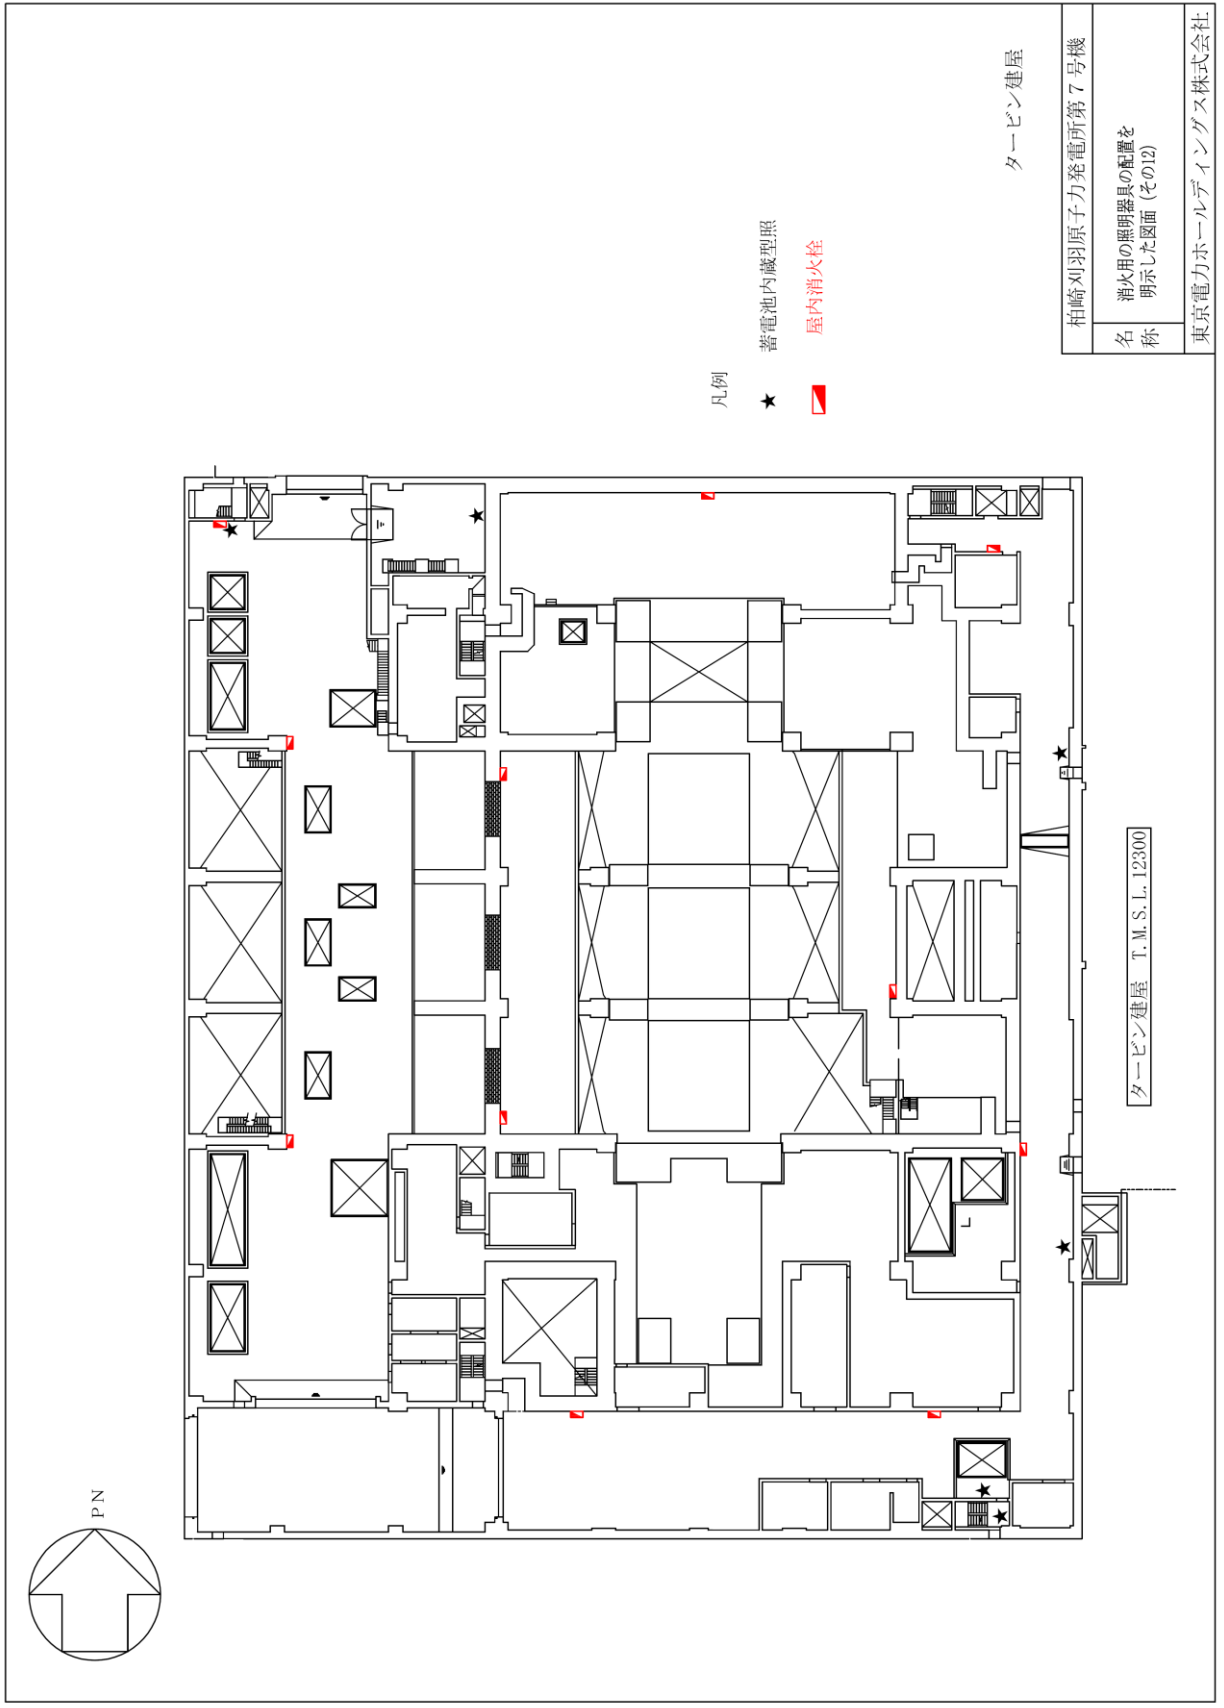 PN
タービン建屋 T.M.S.L.12300
凡例
★ 蓄電池内蔵型照
屋内消火栓
タービン建屋
柏崎刈羽原子力発電所第7号機
名称
消火用の照明器具の配置を
明示した図面 (その12)
東京電力ホールディングス株式会社